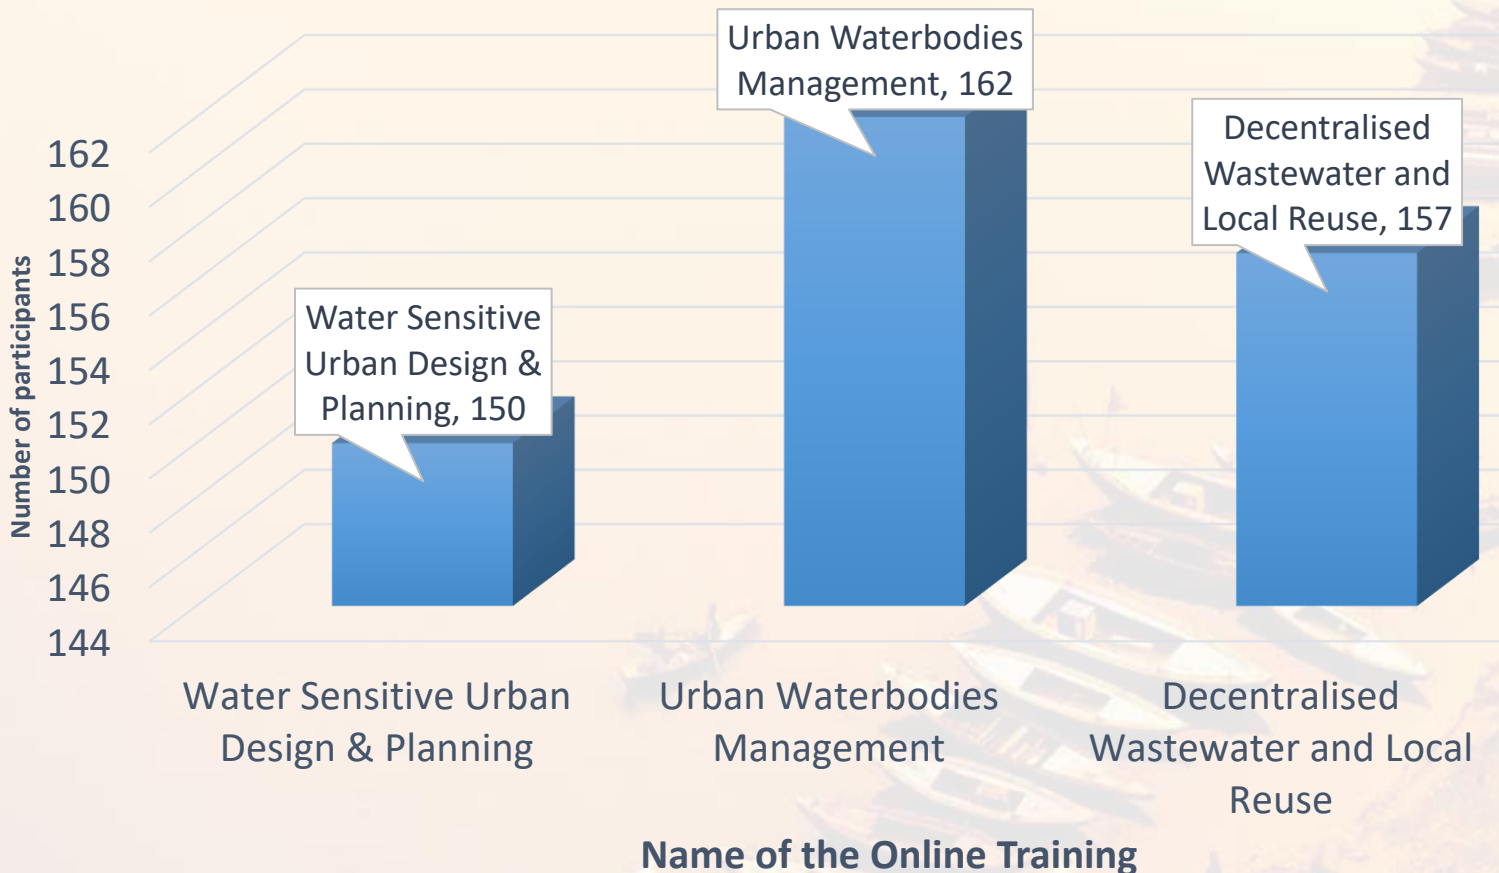 Urban Waterbodies
Management, 162
Decentralised
Wastewater and
Local Reuse, 157
Water Sensitive
Urban Design &
Planning, 150
162
160
158
156
154
152
150
148
146
144
Number of participants
Water Sensitive Urban
Design & Planning
Urban Waterbodies
Management
Decentralised
Wastewater and Local
Reuse
Name of the Online Training